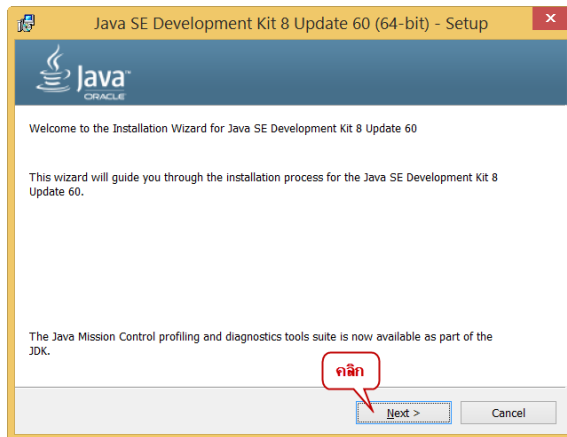 Java SE Development Kit 8 Update 60 (64-bit) - Setup
Java™
ORACLE
Welcome to the Installation Wizard for Java SE Development Kit 8 Update 60
This wizard will guide you through the installation process for the Java SE Development Kit 8
Update 60.
The Java Mission Control profiling and diagnostics tools suite is now available as part of the
JDK.
คลิก
Next >
Cancel